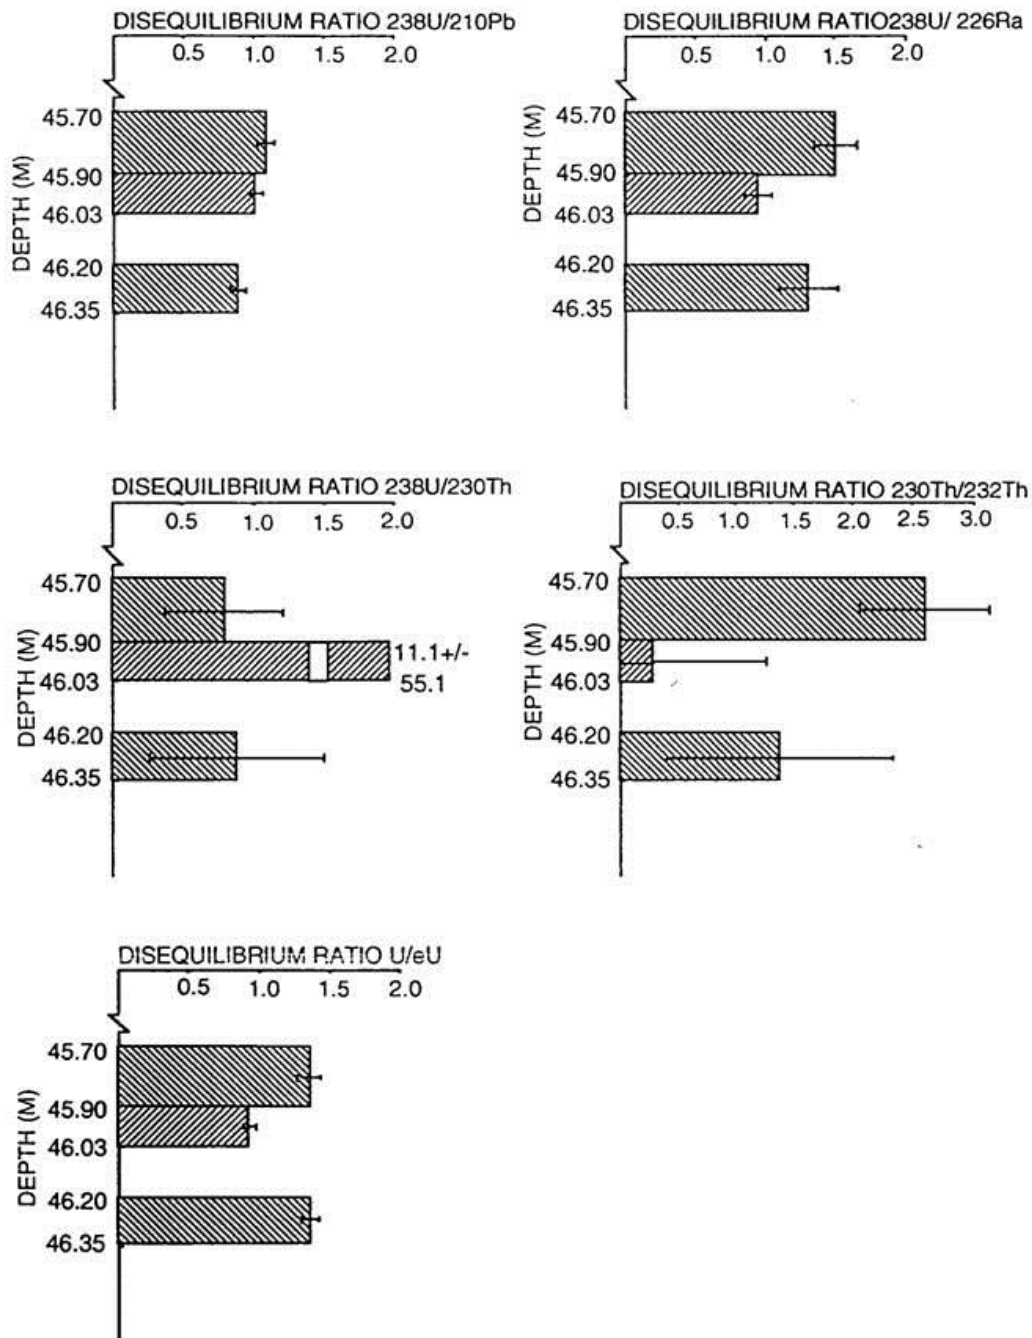 DISEQUILIBRIUM RATIO 238U/210Pb
0.5 1.0 1.5 2.0
45.70
45.90
46.03
46.20
46.35
DEPTH (M)
DISEQUILIBRIUM RATIO238U/ 226Ra
0.5 1.0 1.5 2.0
45.70
45.90
46.03
46.20
46.35
DEPTH (M)
DISEQUILIBRIUM RATIO 238U/230Th
0.5 1.0 1.5 2.0
45.70
45.90
46.03
46.20
46.35
DEPTH (M)
11.1+/-
55.1
DISEQUILIBRIUM RATIO 230Th/232Th
0.5 1.0 1.5 2.0 2.5 3.0
45.70
45.90
46.03
46.20
46.35
DEPTH (M)
DISEQUILIBRIUM RATIO U/eU
0.5 1.0 1.5 2.0
45.70
45.90
46.03
46.20
46.35
DEPTH (M)